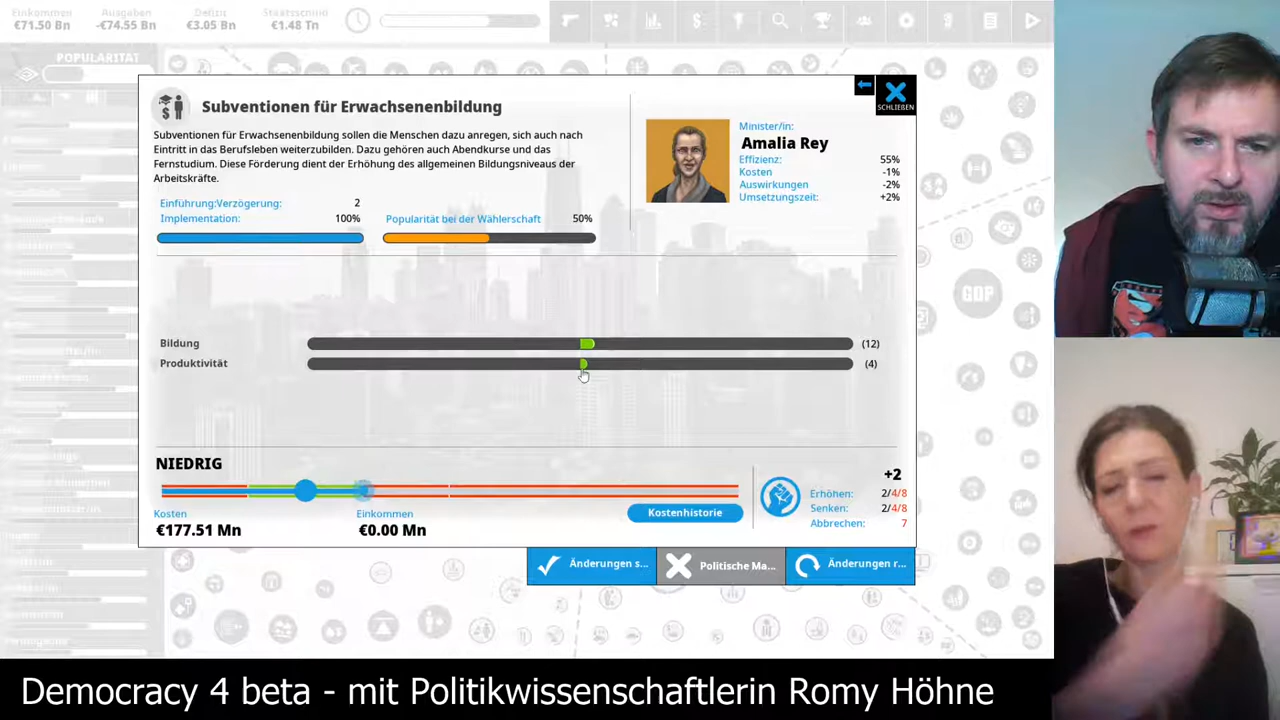 Einkommen Ausgaben Defizit Staatsschuld
€71.50 Bn -€74.55 Bn €3.05 Bn €1.48 Tn
POPULARITÄT
Subventionen für Erwachsenenbildung
SCHLIEßEN
Subventionen für Erwachsenenbildung sollen die Menschen dazu anregen, sich auch nach
Eintritt in das Berufsleben weiterzubilden. Dazu gehören auch Abendkurse und das
Fernstudium. Diese Förderung dient der Erhöhung des allgemeinen Bildungsniveaus der
Arbeitskräfte.
Minister/in:
Amalia Rey
Effizienz: 55%
Kosten -1%
Auswirkungen -2%
Umsetzungszeit: +2%
Einführung:Verzögerung: 2
Implementation: 100%
Popularität bei der Wählerschaft 50%
GDP
Bildung (12)
Produktivität (4)
NIEDRIG
Kosten
€177.51 Mn
Einkommen
€0.00 Mn
Kostenhistorie
+2
Erhöhen: 2/4/8
Senken: 2/4/8
Abbrechen: 7
Änderungen s... Politische Ma... Änderungen r...
Democracy 4 beta - mit Politikwissenschaftlerin Romy Höhne